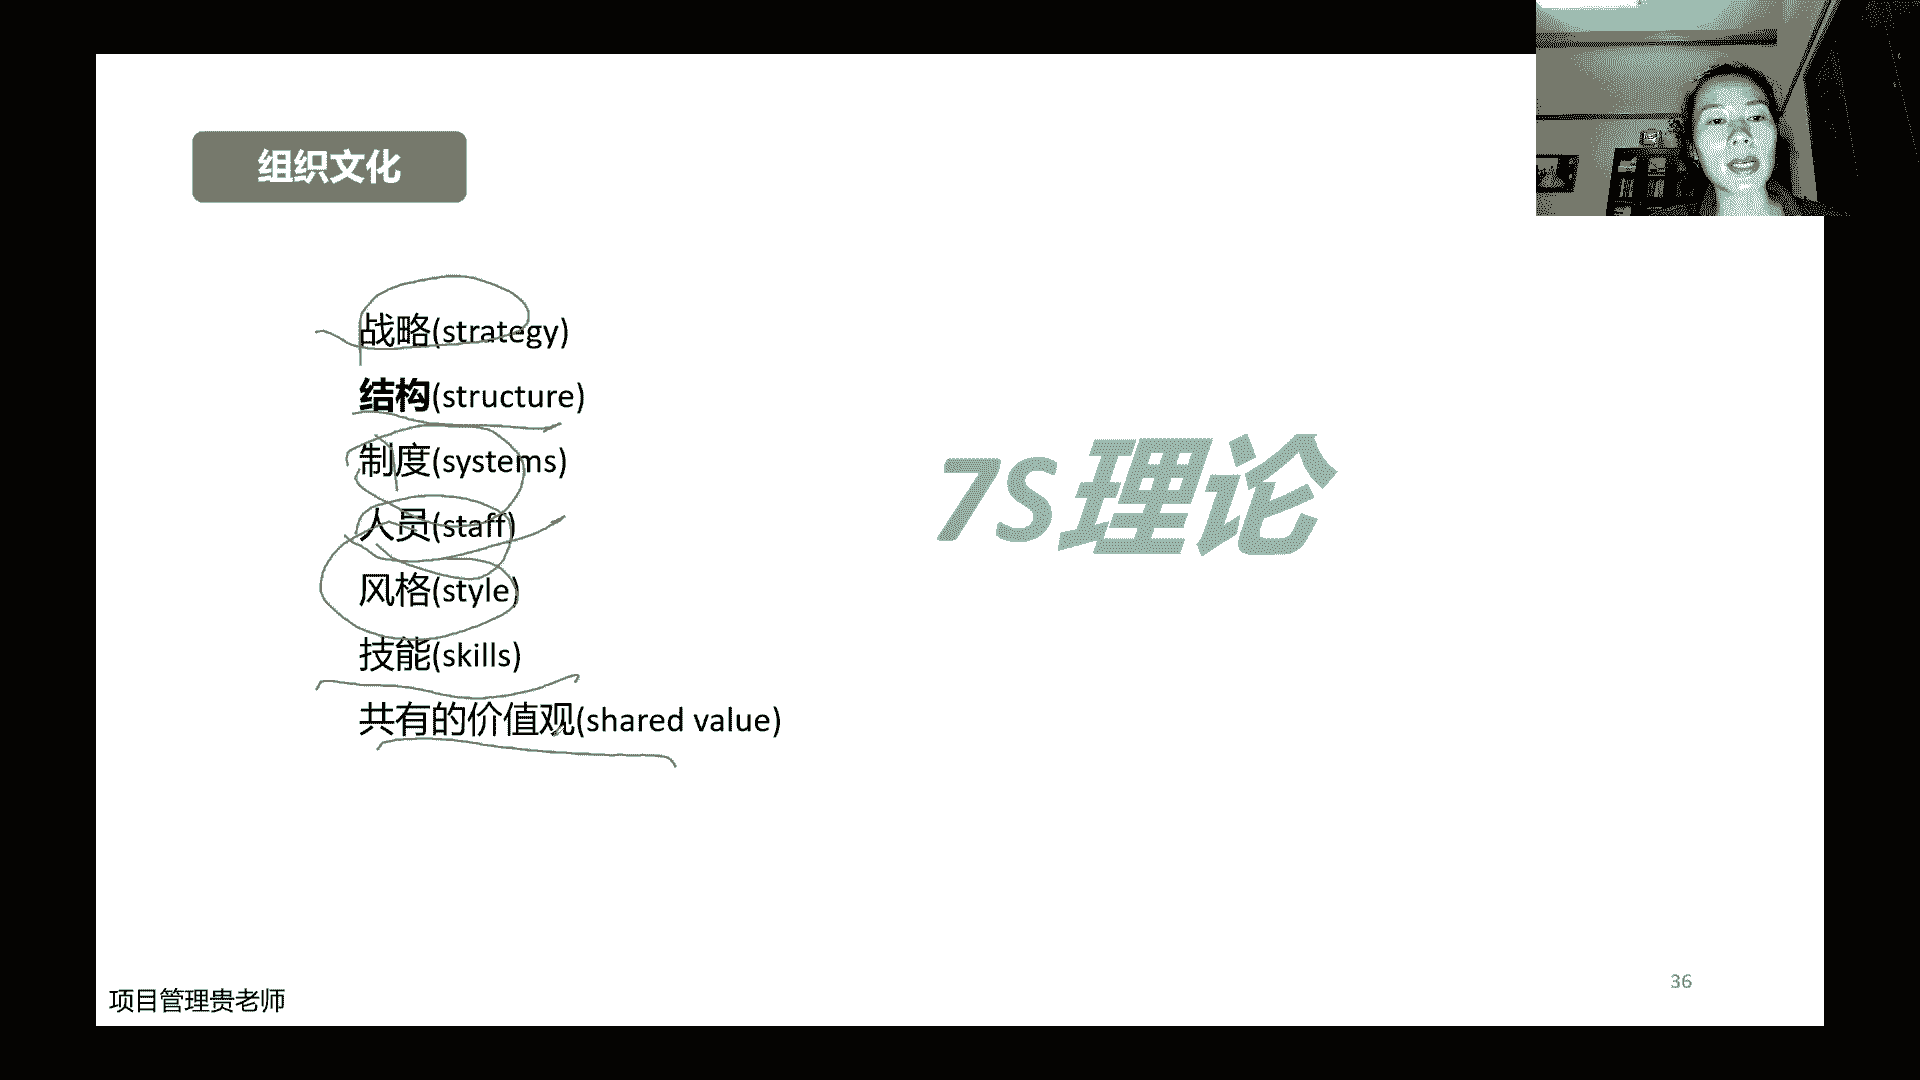 组织文化
战略(strategy)
结构(structure)
制度(systems)
人员(staff)
风格(style)
技能(skills)
共有的价值观(shared value)
7S理论
项目管理贵老师
36